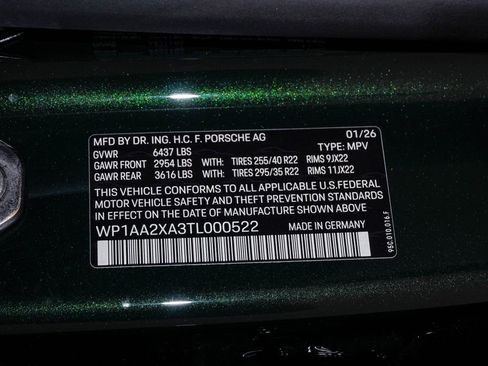 MFD BY DR. ING. H.C. F. PORSCHE AG 01/26
GVWR 6437 LBS TYPE: MPV
GAWR FRONT 2954 LBS WITH: TIRES 255/40 R22 RIMS 9JX22
GAWR REAR 3616 LBS WITH: TIRES 295/35 R22 RIMS 11JX22
THIS VEHICLE CONFORMS TO ALL APPLICABLE U.S.FEDERAL
MOTOR VEHICLE SAFETY AND THEFT PREVENTION STANDARDS
IN EFFECT ON THE DATE OF MANUFACTURE SHOWN ABOVE.
WP1AA2XA3TL000522 MADE IN GERMANY
95C.010.016.F